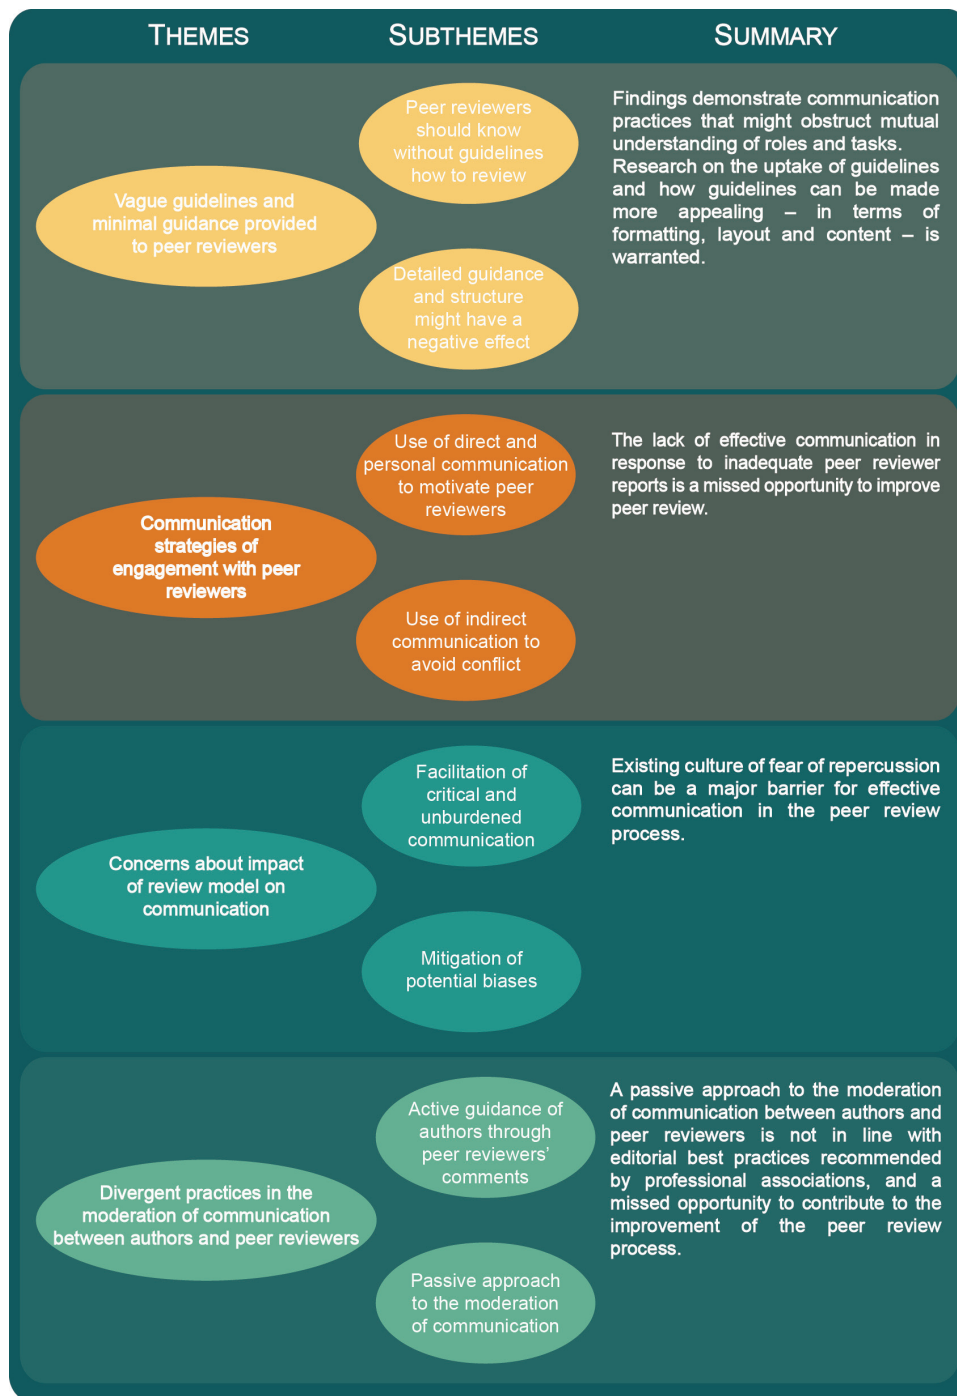 THEMES
SUBTHEMES
SUMMARY
Vague guidelines and
minimal guidance provided
to peer reviewers
Peer reviewers
should know
without guidelines
how to review
Detailed guidance
and structure
might have a
negative effect
Findings demonstrate communication
practices that might obstruct mutual
understanding of roles and tasks.
Research on the uptake of guidelines
and how guidelines can be made
more appealing – in terms of
formatting, layout and content – is
warranted.
Communication
strategies of
engagement with peer
reviewers
Use of direct and
personal communication
to motivate peer
reviewers
Use of indirect
communication to
avoid conflict
The lack of effective communication in
response to inadequate peer reviewer
reports is a missed opportunity to improve
peer review.
Concerns about impact
of review model on
communication
Facilitation of
critical and
unburdened
communication
Mitigation of
potential biases
Existing culture of fear of repercussion
can be a major barrier for effective
communication in the peer review
process.
Divergent practices in the
moderation of communication
between authors and peer reviewers
Active guidance of
authors through
peer reviewers’
comments
Passive approach
to the moderation
of communication
A passive approach to the moderation
of communication between authors and
peer reviewers is not in line with
editorial best practices recommended
by professional associations, and a
missed opportunity to contribute to the
improvement of the peer review
process.